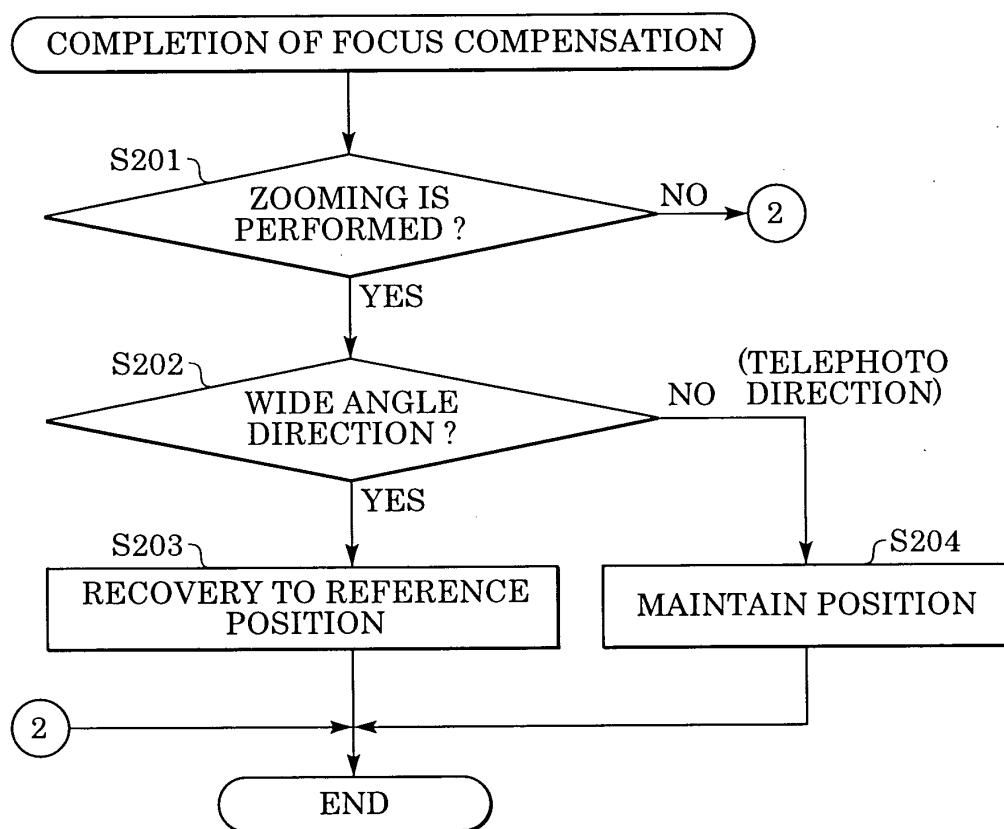 COMPLETION OF FOCUS COMPENSATION
S201
ZOOMING IS
PERFORMED ?
NO
2
YES
S202
WIDE ANGLE
DIRECTION ?
NO
(TELEPHOTO
DIRECTION)
YES
S203
RECOVERY TO REFERENCE
POSITION
S204
MAINTAIN POSITION
2
END